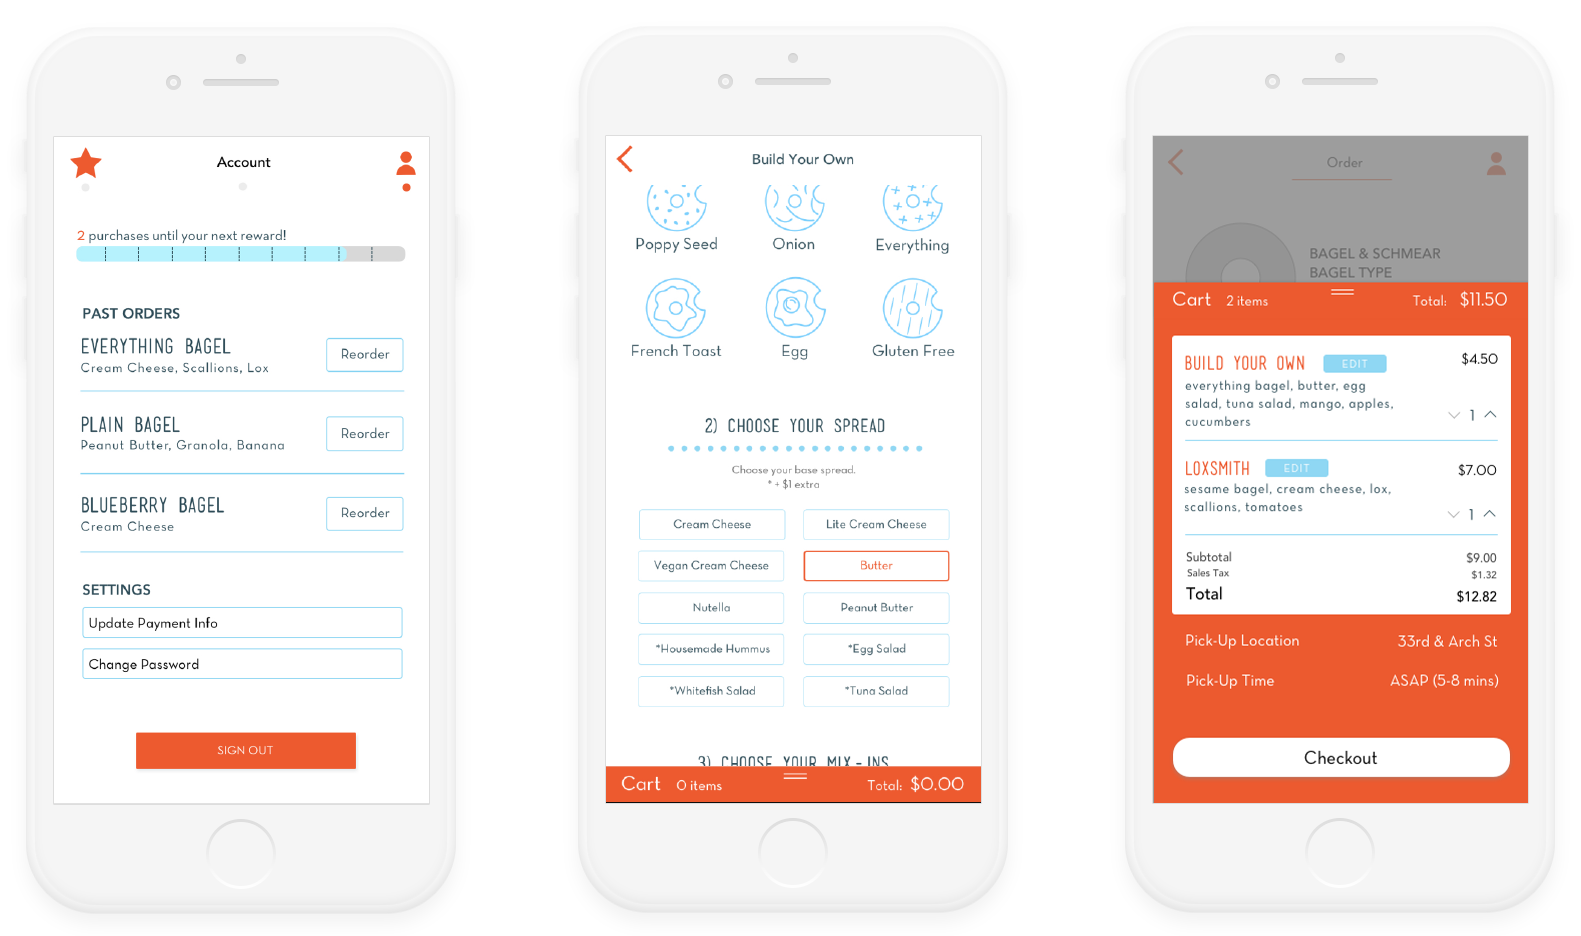 Account
2 purchases until your next reward!
PAST ORDERS
EVERYTHING BAGEL
Cream Cheese, Scallions, Lox
Reorder
PLAIN BAGEL
Peanut Butter, Granola, Banana
Reorder
BLUEBERRY BAGEL
Cream Cheese
Reorder
SETTINGS
Update Payment Info
Change Password
SIGN OUT
Build Your Own
Poppy Seed Onion Everything
French Toast Egg Gluten Free
2) CHOOSE YOUR SPREAD
Choose your base spread.
* + $1 extra
Cream Cheese Lite Cream Cheese
Vegan Cream Cheese Butter
Nutella Peanut Butter
*Housemade Hummus *Egg Salad
*Whitefish Salad *Tuna Salad
3) CHOOSE YOUR MIX-INS
Cart 0 items Total: $0.00
Order
BAGEL & SCHMEAR
BAGEL TYPE
Cart 2 items Total: $11.50
BUILD YOUR OWN EDIT $4.50
everything bagel, butter, egg
salad, tuna salad, mango, apples,
cucumbers
1
LOXSMITH EDIT $7.00
sesame bagel, cream cheese, lox,
scallions, tomatoes
1
Subtotal $9.00
Sales Tax $1.32
Total $12.82
Pick-Up Location 33rd & Arch St
Pick-Up Time ASAP (5-8 mins)
Checkout